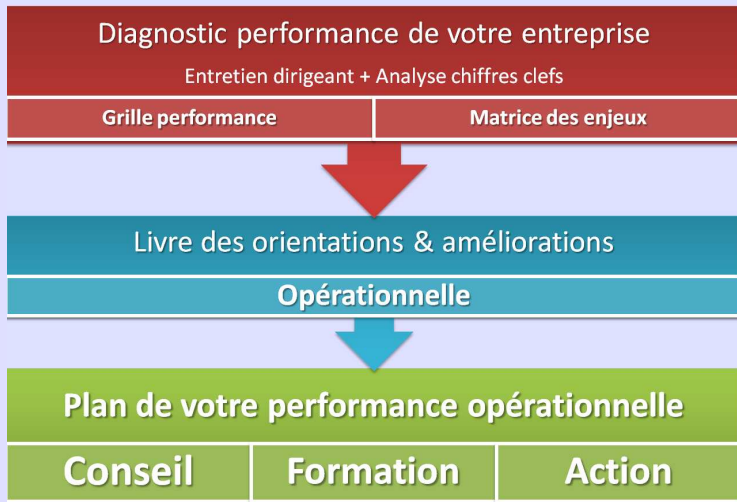 Diagnostic performance de votre entreprise
Entretien dirigeant + Analyse chiffres clefs
Grille performance
Matrice des enjeux
Livre des orientations & améliorations
Opérationnelle
Plan de votre performance opérationnelle
Conseil
Formation
Action